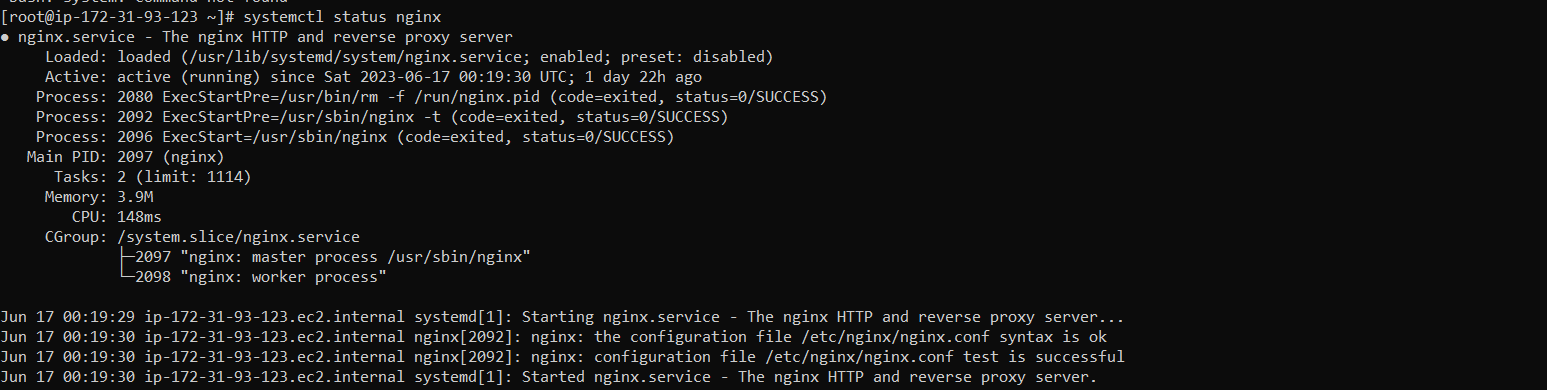 -bash: system: command not found
[root@ip-172-31-93-123 ~]# systemctl status nginx
● nginx.service - The nginx HTTP and reverse proxy server
     Loaded: loaded (/usr/lib/systemd/system/nginx.service; enabled; preset: disabled)
     Active: active (running) since Sat 2023-06-17 00:19:30 UTC; 1 day 22h ago
    Process: 2080 ExecStartPre=/usr/bin/rm -f /run/nginx.pid (code=exited, status=0/SUCCESS)
    Process: 2092 ExecStartPre=/usr/sbin/nginx -t (code=exited, status=0/SUCCESS)
    Process: 2096 ExecStart=/usr/sbin/nginx (code=exited, status=0/SUCCESS)
   Main PID: 2097 (nginx)
      Tasks: 2 (limit: 1114)
     Memory: 3.9M
        CPU: 148ms
     CGroup: /system.slice/nginx.service
             ├─2097 "nginx: master process /usr/sbin/nginx"
             └─2098 "nginx: worker process"
Jun 17 00:19:29 ip-172-31-93-123.ec2.internal systemd[1]: Starting nginx.service - The nginx HTTP and reverse proxy server...
Jun 17 00:19:30 ip-172-31-93-123.ec2.internal nginx[2092]: nginx: the configuration file /etc/nginx/nginx.conf syntax is ok
Jun 17 00:19:30 ip-172-31-93-123.ec2.internal nginx[2092]: nginx: configuration file /etc/nginx/nginx.conf test is successful
Jun 17 00:19:30 ip-172-31-93-123.ec2.internal systemd[1]: Started nginx.service - The nginx HTTP and reverse proxy server.